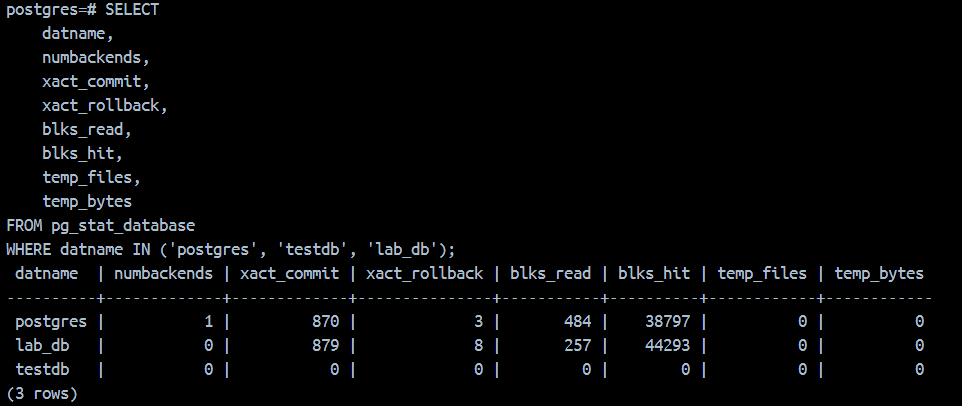 postgres=# SELECT
    datname,
    numbackends,
    xact_commit,
    xact_rollback,
    blks_read,
    blks_hit,
    temp_files,
    temp_bytes
FROM pg_stat_database
WHERE datname IN ('postgres', 'testdb', 'lab_db');
 datname  | numbackends | xact_commit | xact_rollback | blks_read | blks_hit | temp_files | temp_bytes
----------+-------------+-------------+---------------+-----------+----------+------------+------------
 postgres |           1 |         870 |             3 |       484 |    38797 |          0 |          0
 lab_db   |           0 |         879 |             8 |       257 |    44293 |          0 |          0
 testdb   |           0 |           0 |             0 |         0 |        0 |          0 |          0
(3 rows)